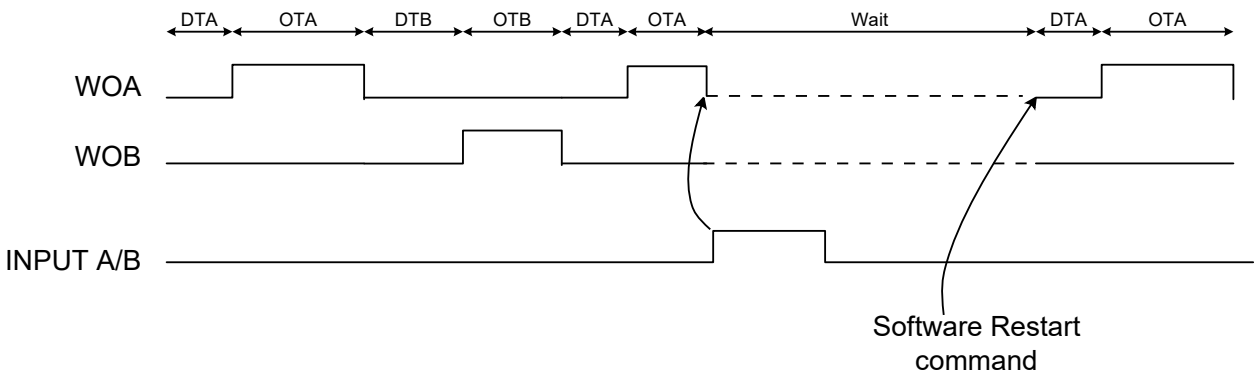 DTA OTA DTB OTB DTA OTA Wait DTA OTA
WOA
WOB
INPUT A/B
Software Restart
command